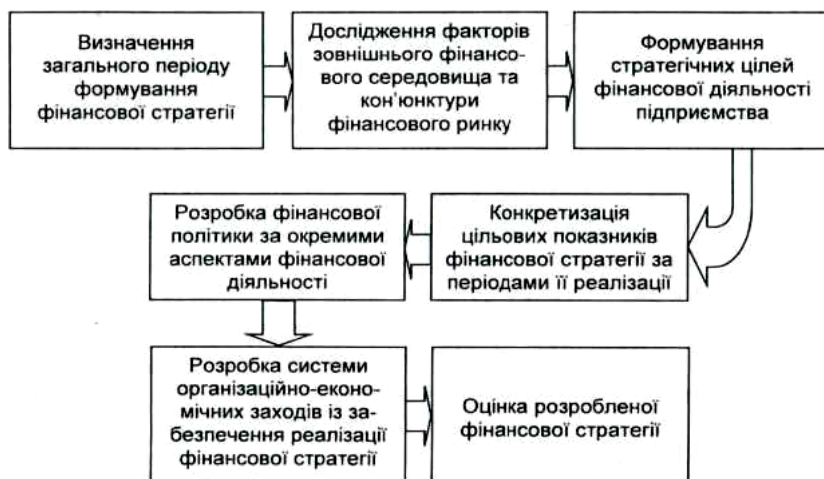 Визначення
загального періоду
формування
фінансової стратегії
Дослідження факторів
зовнішнього фінансо-
вого середовища та
кон’юнктури
фінансового ринку
Формування
стратегічних цілей
фінансової діяльності
підприємства
Конкретизація
цільових показників
фінансової стратегії за
періодами її реалізації
Розробка фінансової
політики за окремими
аспектами фінансової
діяльності
Розробка системи
організаційно-еконо-
мічних заходів із за-
безпечення реалізації
фінансової стратегії
Оцінка розробленої
фінансової стратегії